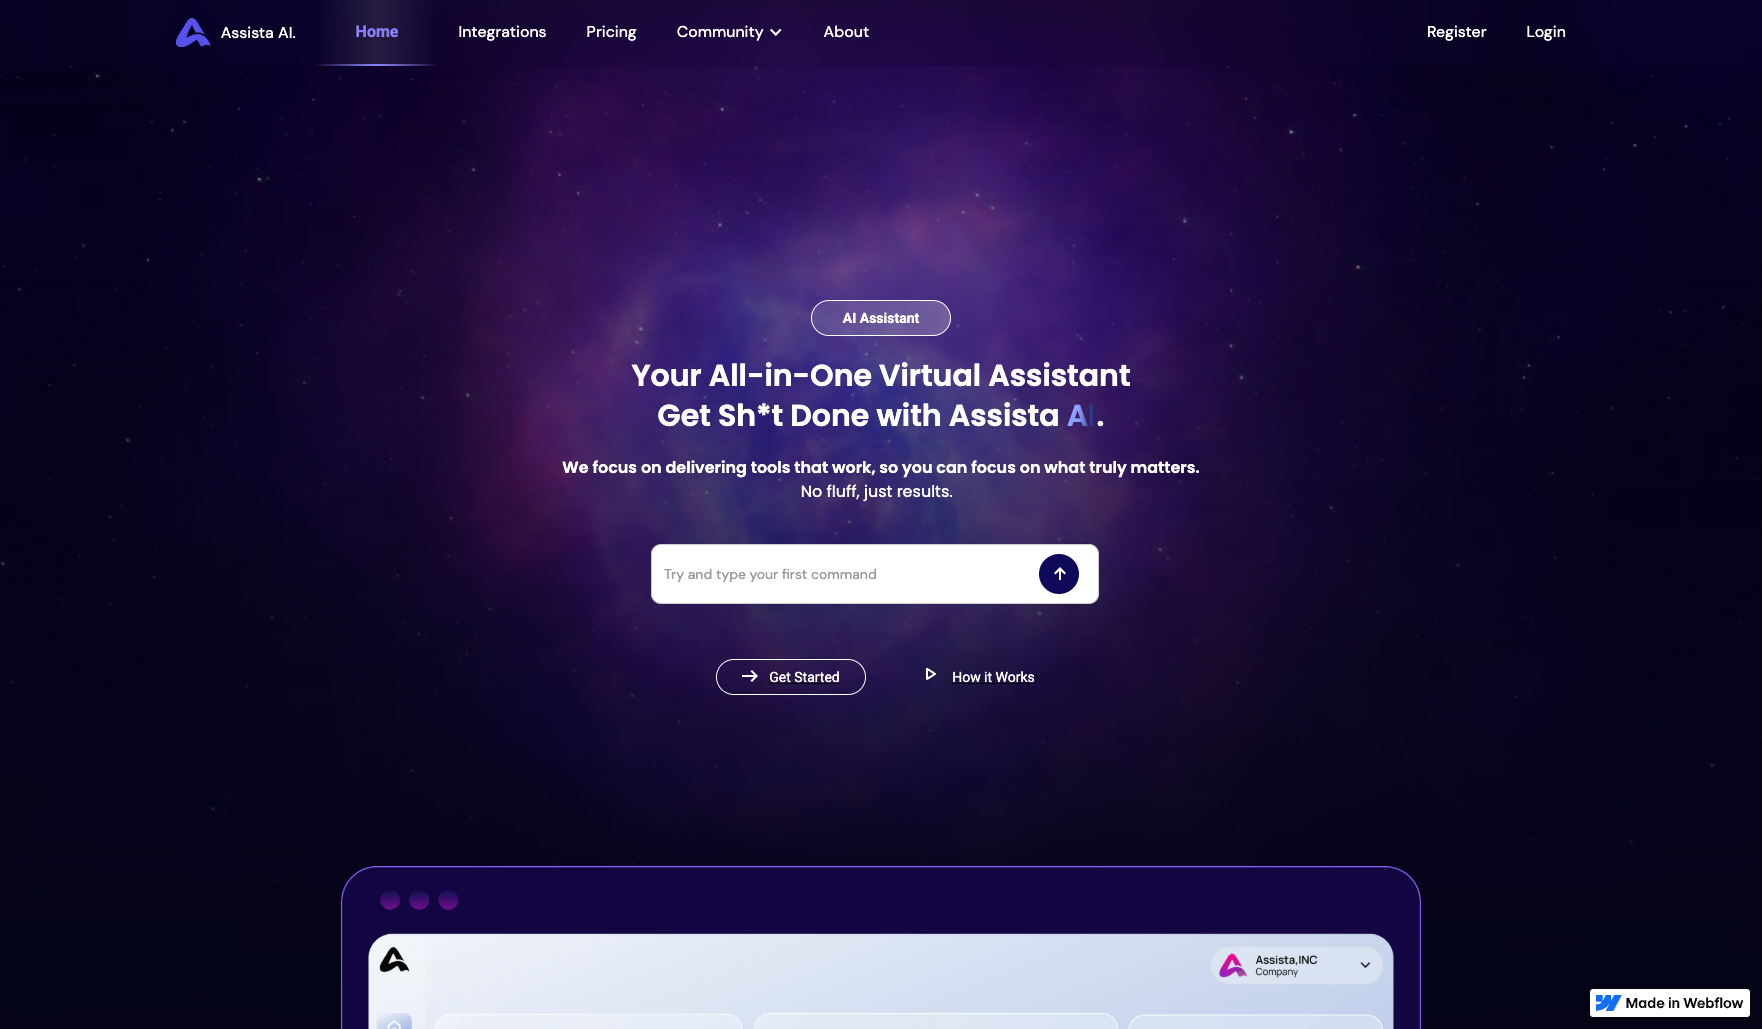 Assista AI.
Home
Integrations
Pricing
Community
About
Register
Login
AI Assistant
Your All-in-One Virtual Assistant
Get Sh*t Done with Assista AI.
We focus on delivering tools that work, so you can focus on what truly matters.
No fluff, just results.
Try and type your first command
Get Started
How it Works
Assista,INC
Company
Made in Webflow